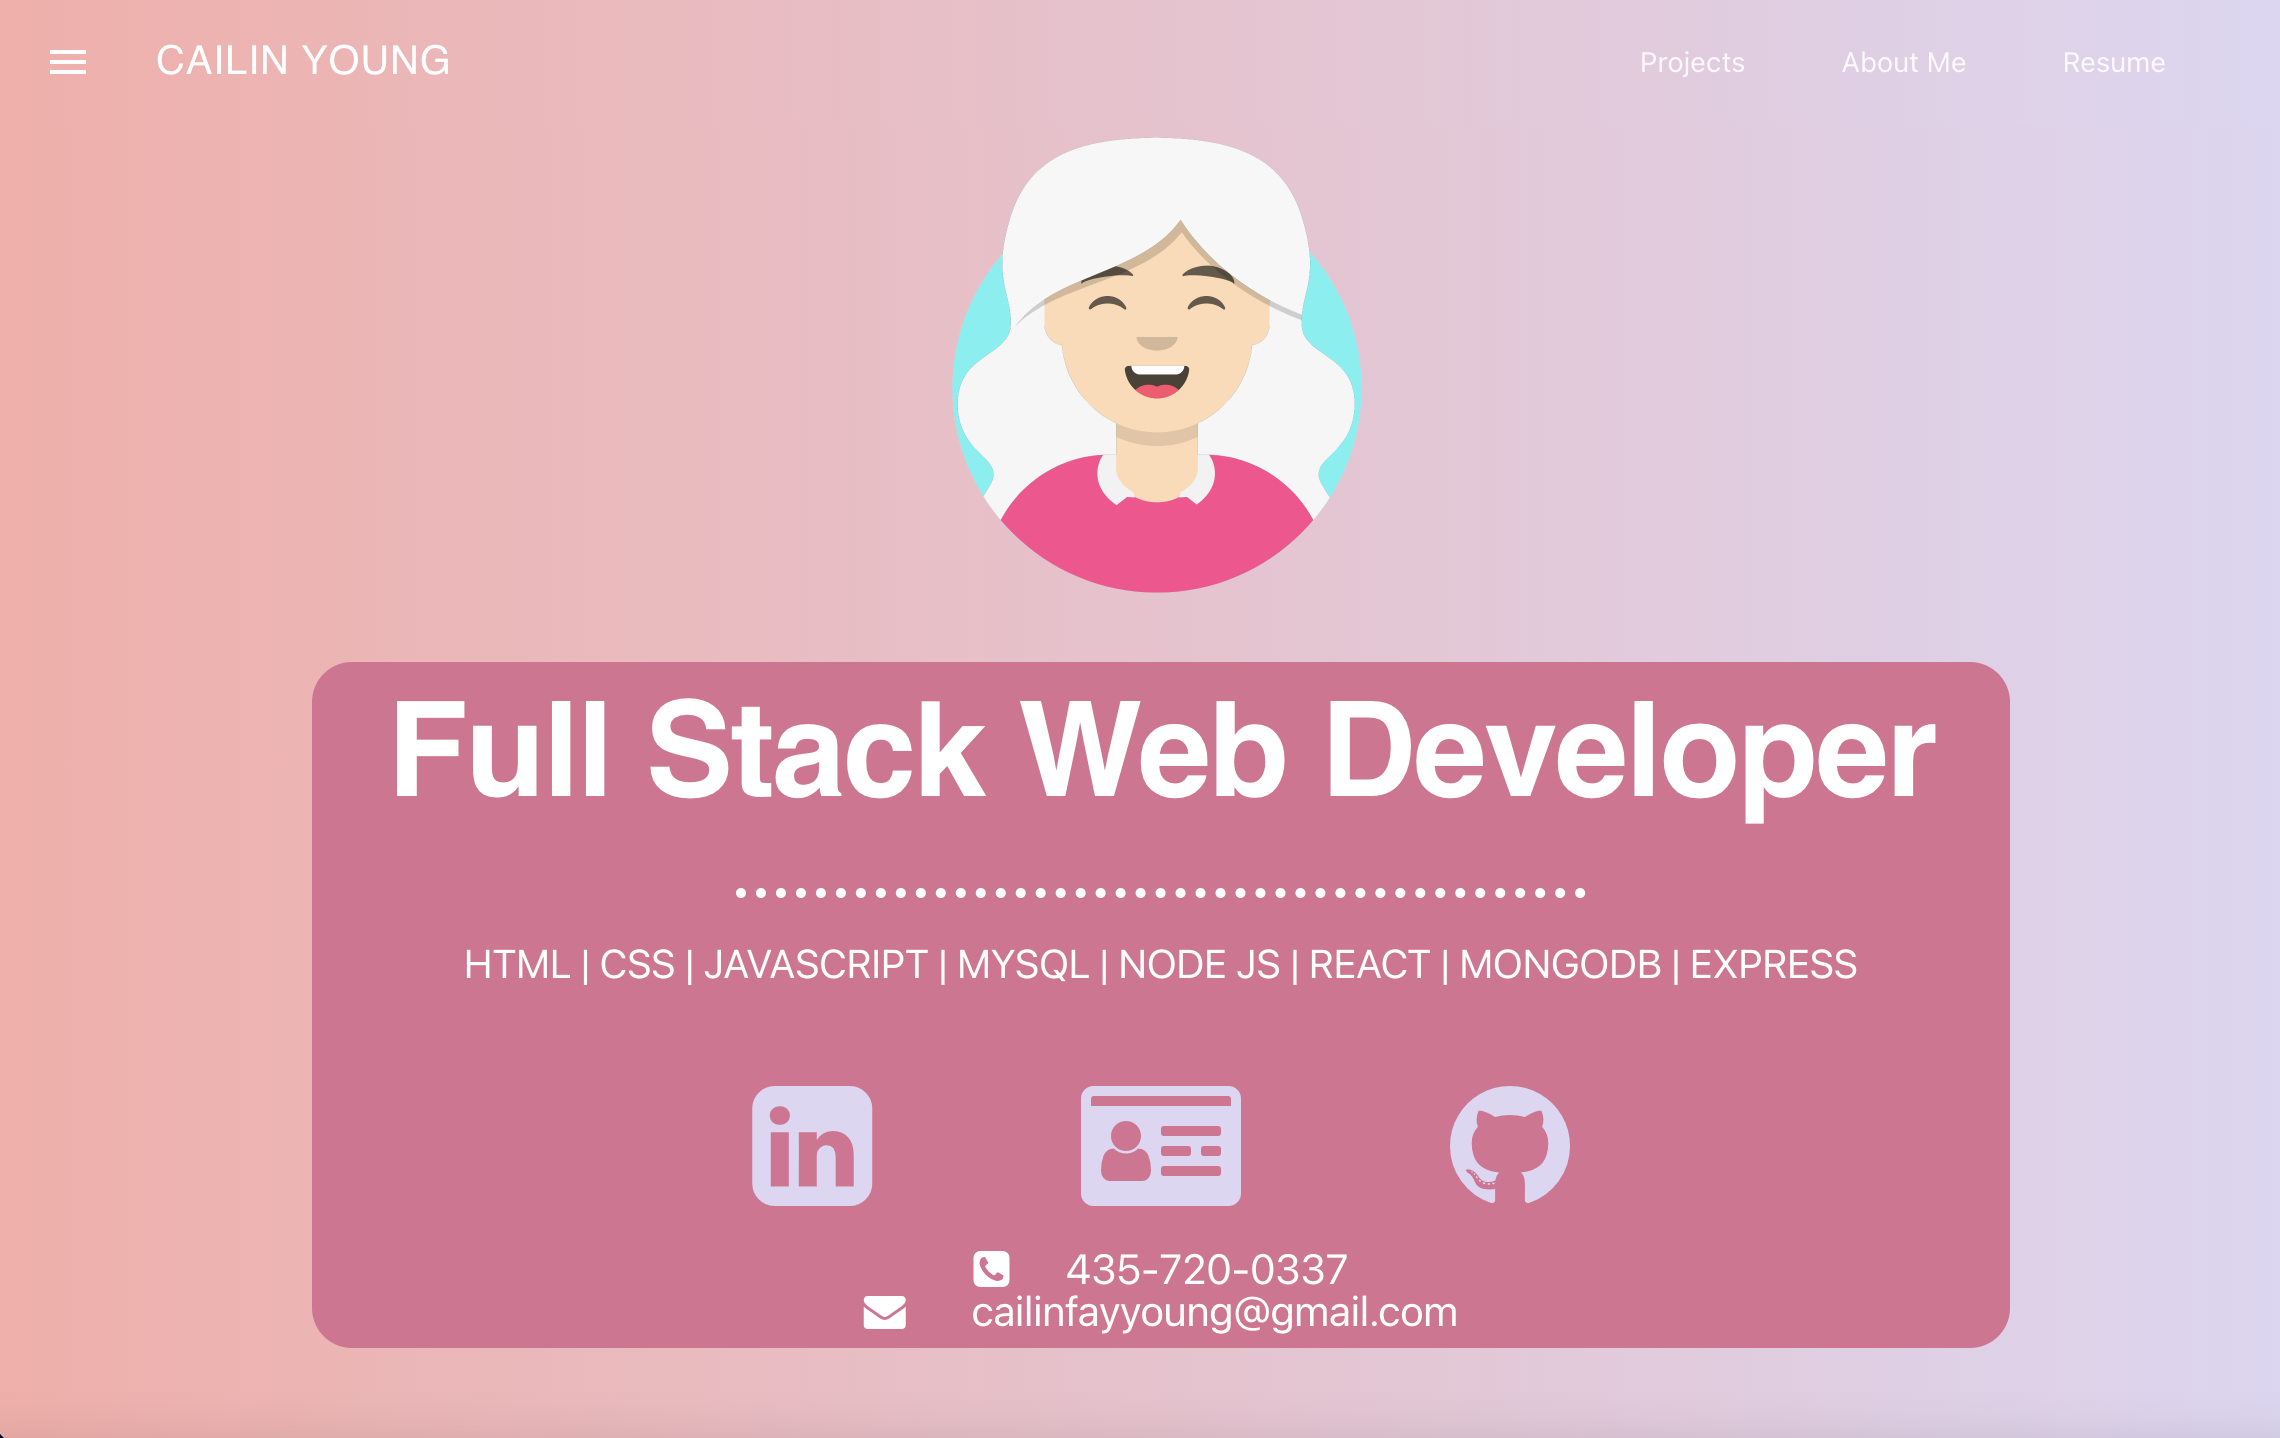 CAILIN YOUNG
Projects
About Me
Resume
Full Stack Web Developer
HTML | CSS | JAVASCRIPT | MYSQL | NODE JS | REACT | MONGODB | EXPRESS
in
435-720-0337
cailinfayyoung@gmail.com